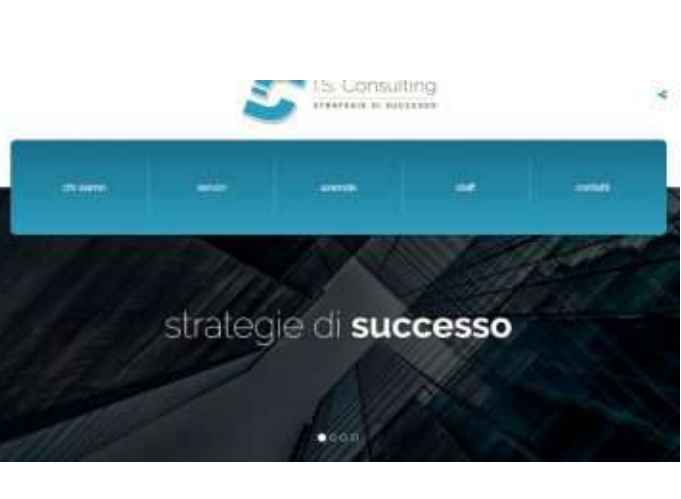 I.S. Consulting
STRATEGIE DI SUCCESSO
chi siamo
servizi
aziende
staff
contatti
strategie di successo